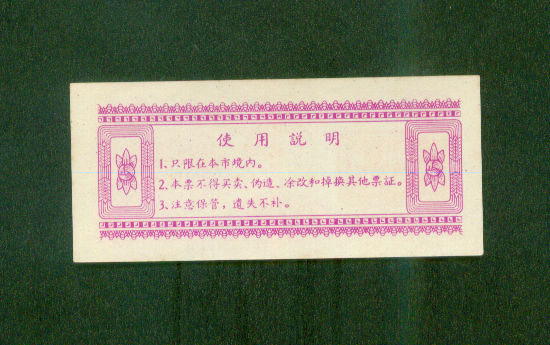 使用説明
1、只限在本市境内。
2、本票不得买卖、伪造、涂改和掉换其他票証。
3、注意保管，遗失不补。